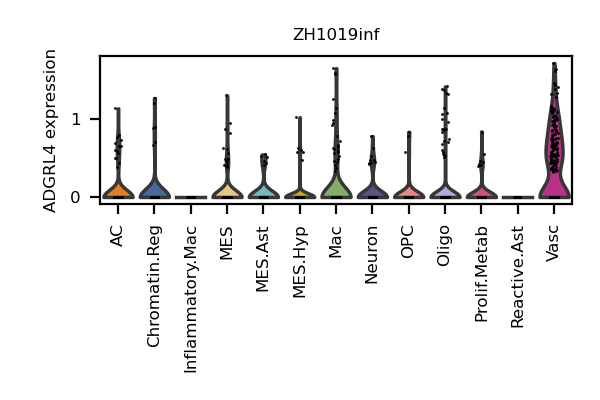 ZH1019inf
ADGRL4 expression
1
0
AC
Chromatin.Reg
Inflammatory.Mac
MES
MES.Ast
MES.Hyp
Mac
Neuron
OPC
Oligo
Prolif.Metab
Reactive.Ast
Vasc